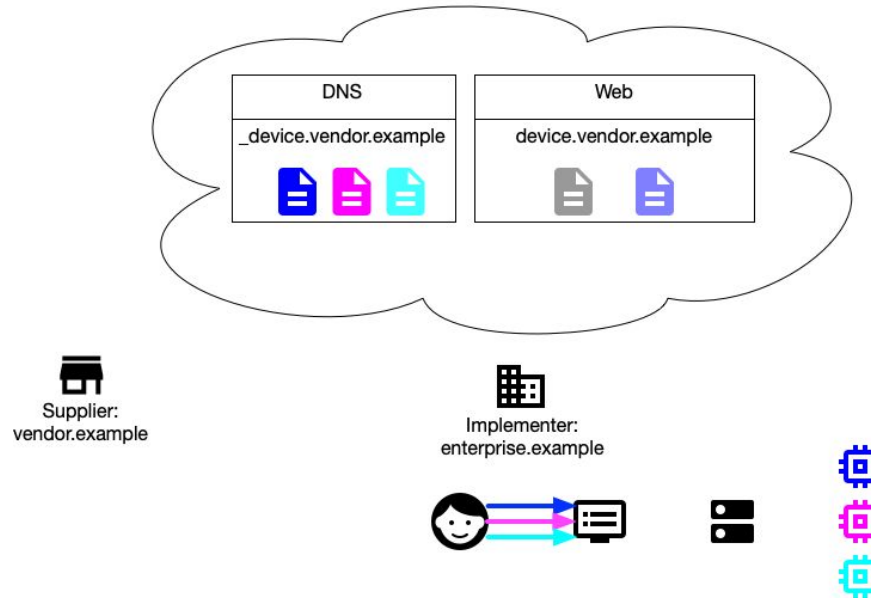 DNS
Web
_device.vendor.example
device.vendor.example
Supplier:
vendor.example
Implementer:
enterprise.example